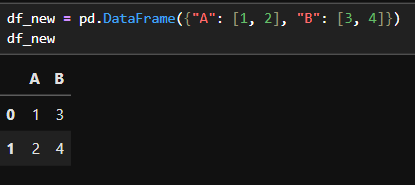 df_new = pd.DataFrame({"A": [1, 2], "B": [3, 4]})
df_new
A B
0 1 3
1 2 4